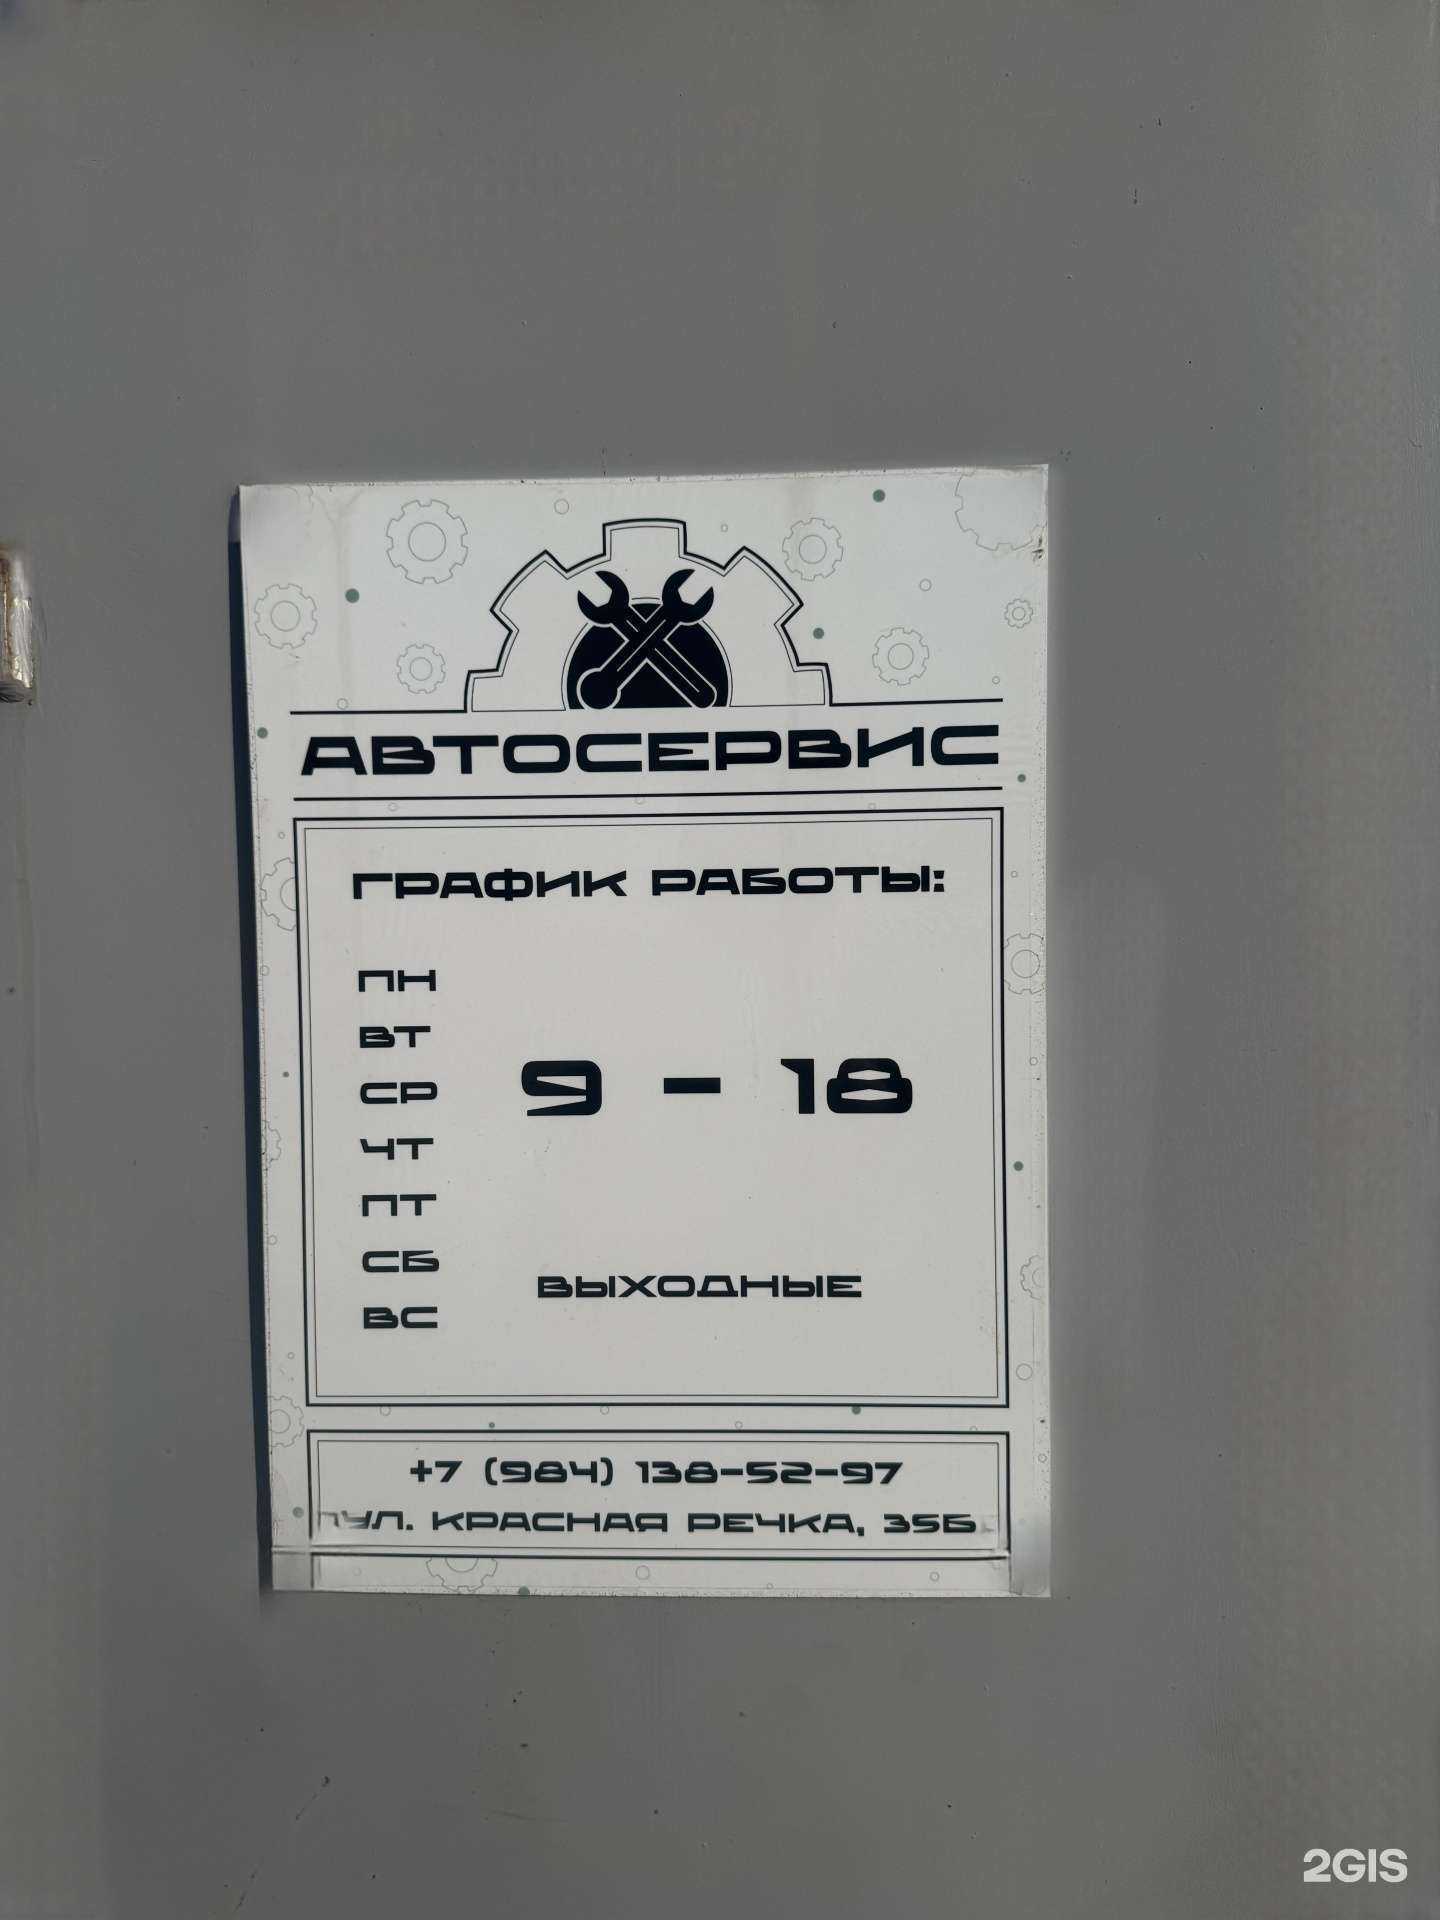 АВТОСЕРВИС
ГРАФИК РАБОТЫ:
ПН
ВТ
СР
ЧТ
ПТ
9 - 18
СБ
ВС
ВЫХОДНЫЕ
+7 (984) 138-52-97
УЛ. КРАСНАЯ РЕЧКА, 35Б
2GIS